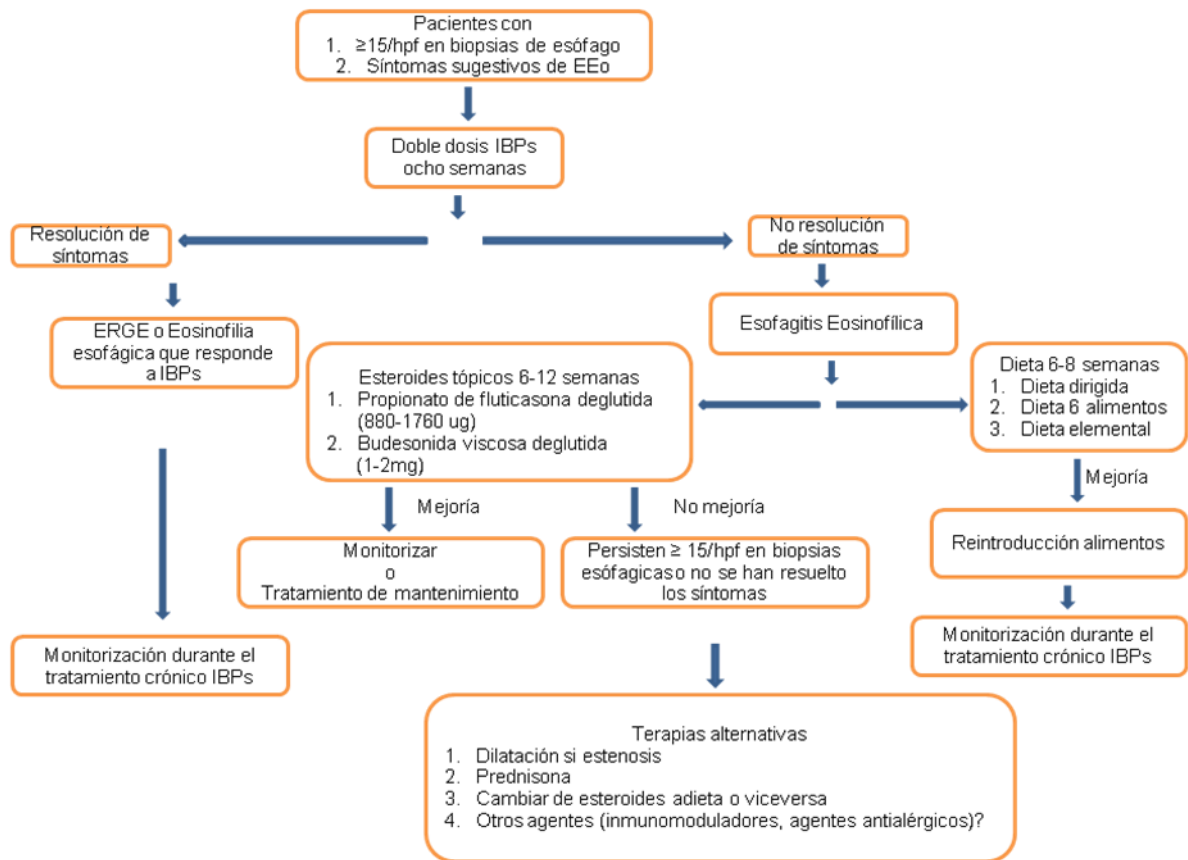 Pacientes con
1. ≥15/hpf en biopsias de esófago
2. Síntomas sugestivos de EEo
Doble dosis IBPs
ocho semanas
Resolución de
síntomas
No resolución
de síntomas
ERGE o Eosinofilia
esofágica que responde
a IBPs
Esofagitis Eosinofílica
Esteroides tópicos 6-12 semanas
1. Propionato de fluticasona deglutida
(880-1760 ug)
2. Budesonida viscosa deglutida
(1-2mg)
Dieta 6-8 semanas
1. Dieta dirigida
2. Dieta 6 alimentos
3. Dieta elemental
Mejoría
No mejoría
Mejoría
Monitorizar
o
Tratamiento de mantenimiento
Persisten ≥ 15/hpf en biopsias
esófagicas o no se han resuelto
los síntomas
Reintroducción alimentos
Monitorización durante el
tratamiento crónico IBPs
Monitorización durante el
tratamiento crónico IBPs
Terapias alternativas
1. Dilatación si estenosis
2. Prednisona
3. Cambiar de esteroides adieta o viceversa
4. Otros agentes (inmunomoduladores, agentes antialérgicos)?